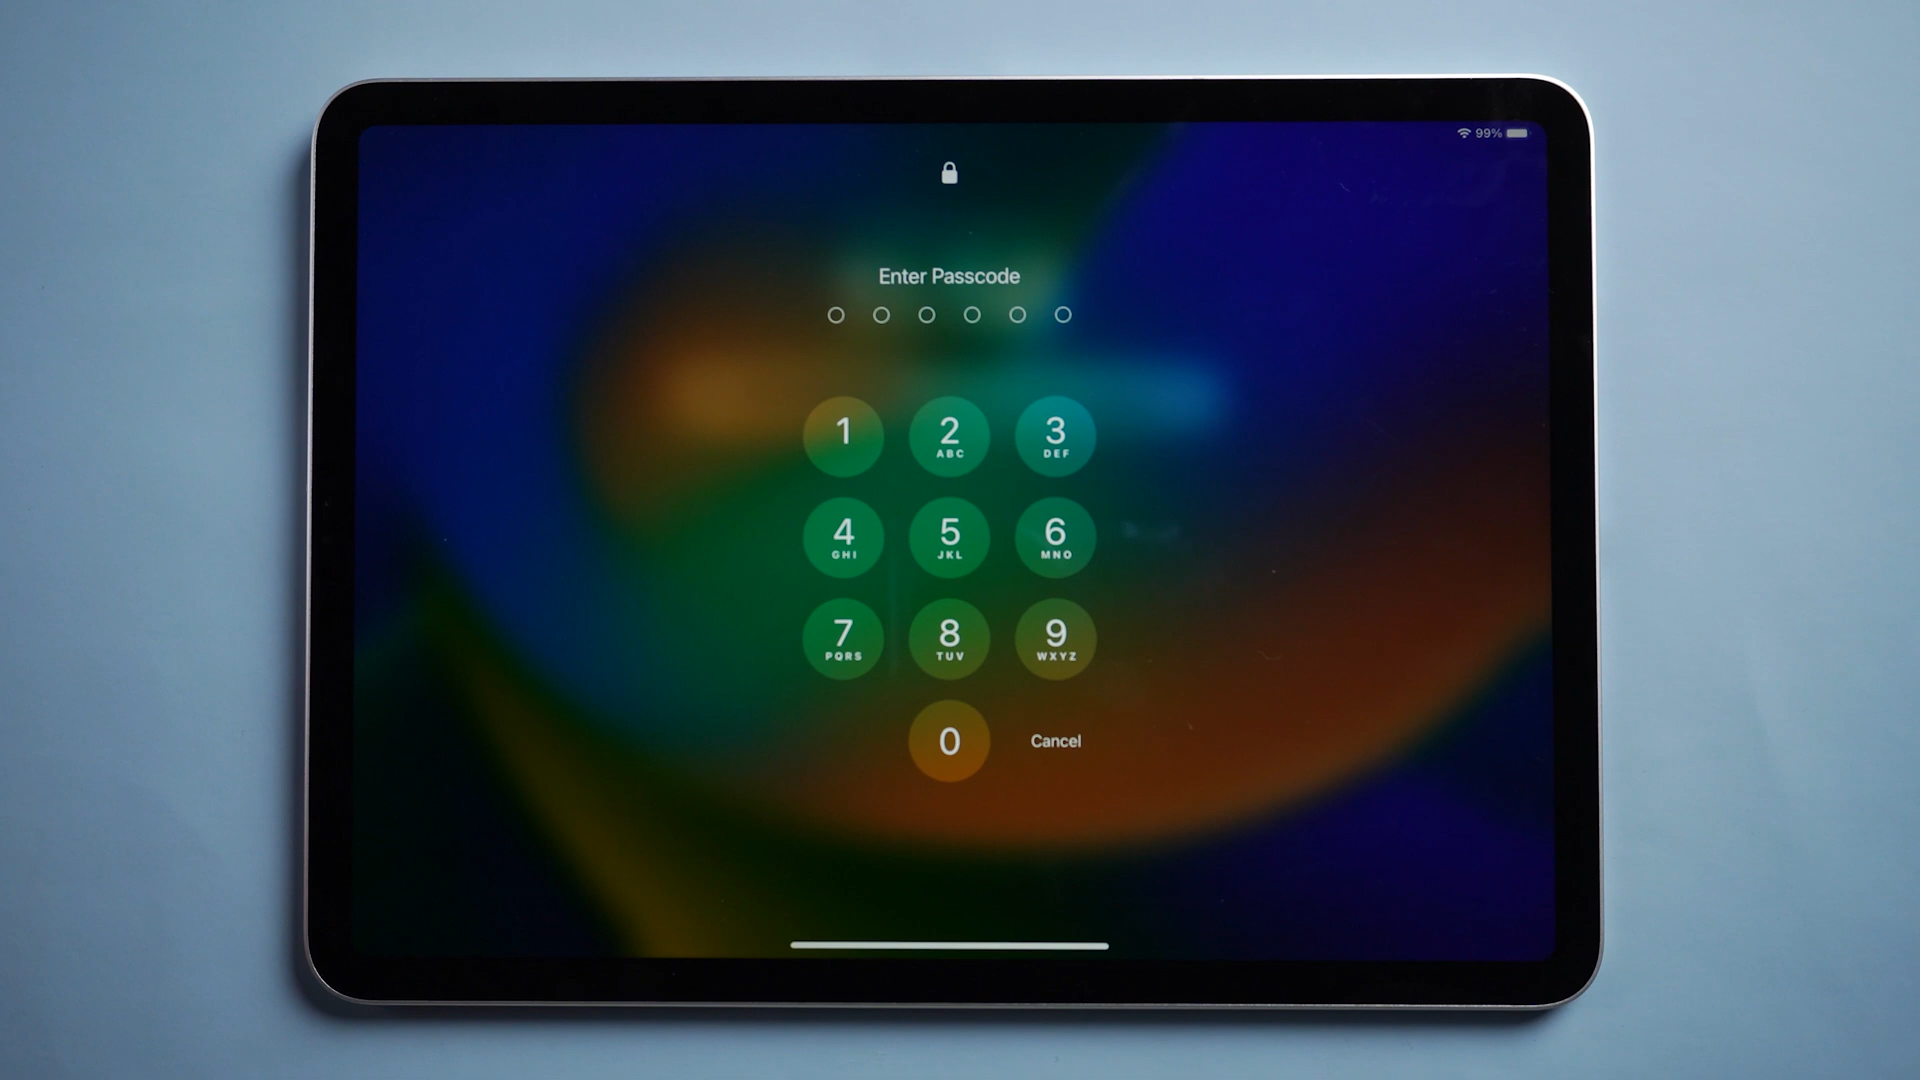 99%
Enter Passcode
1 2 3
ABC DEF
4 5 6
GHI JKL MNO
7 8 9
PQRS TUV WXYZ
0 Cancel